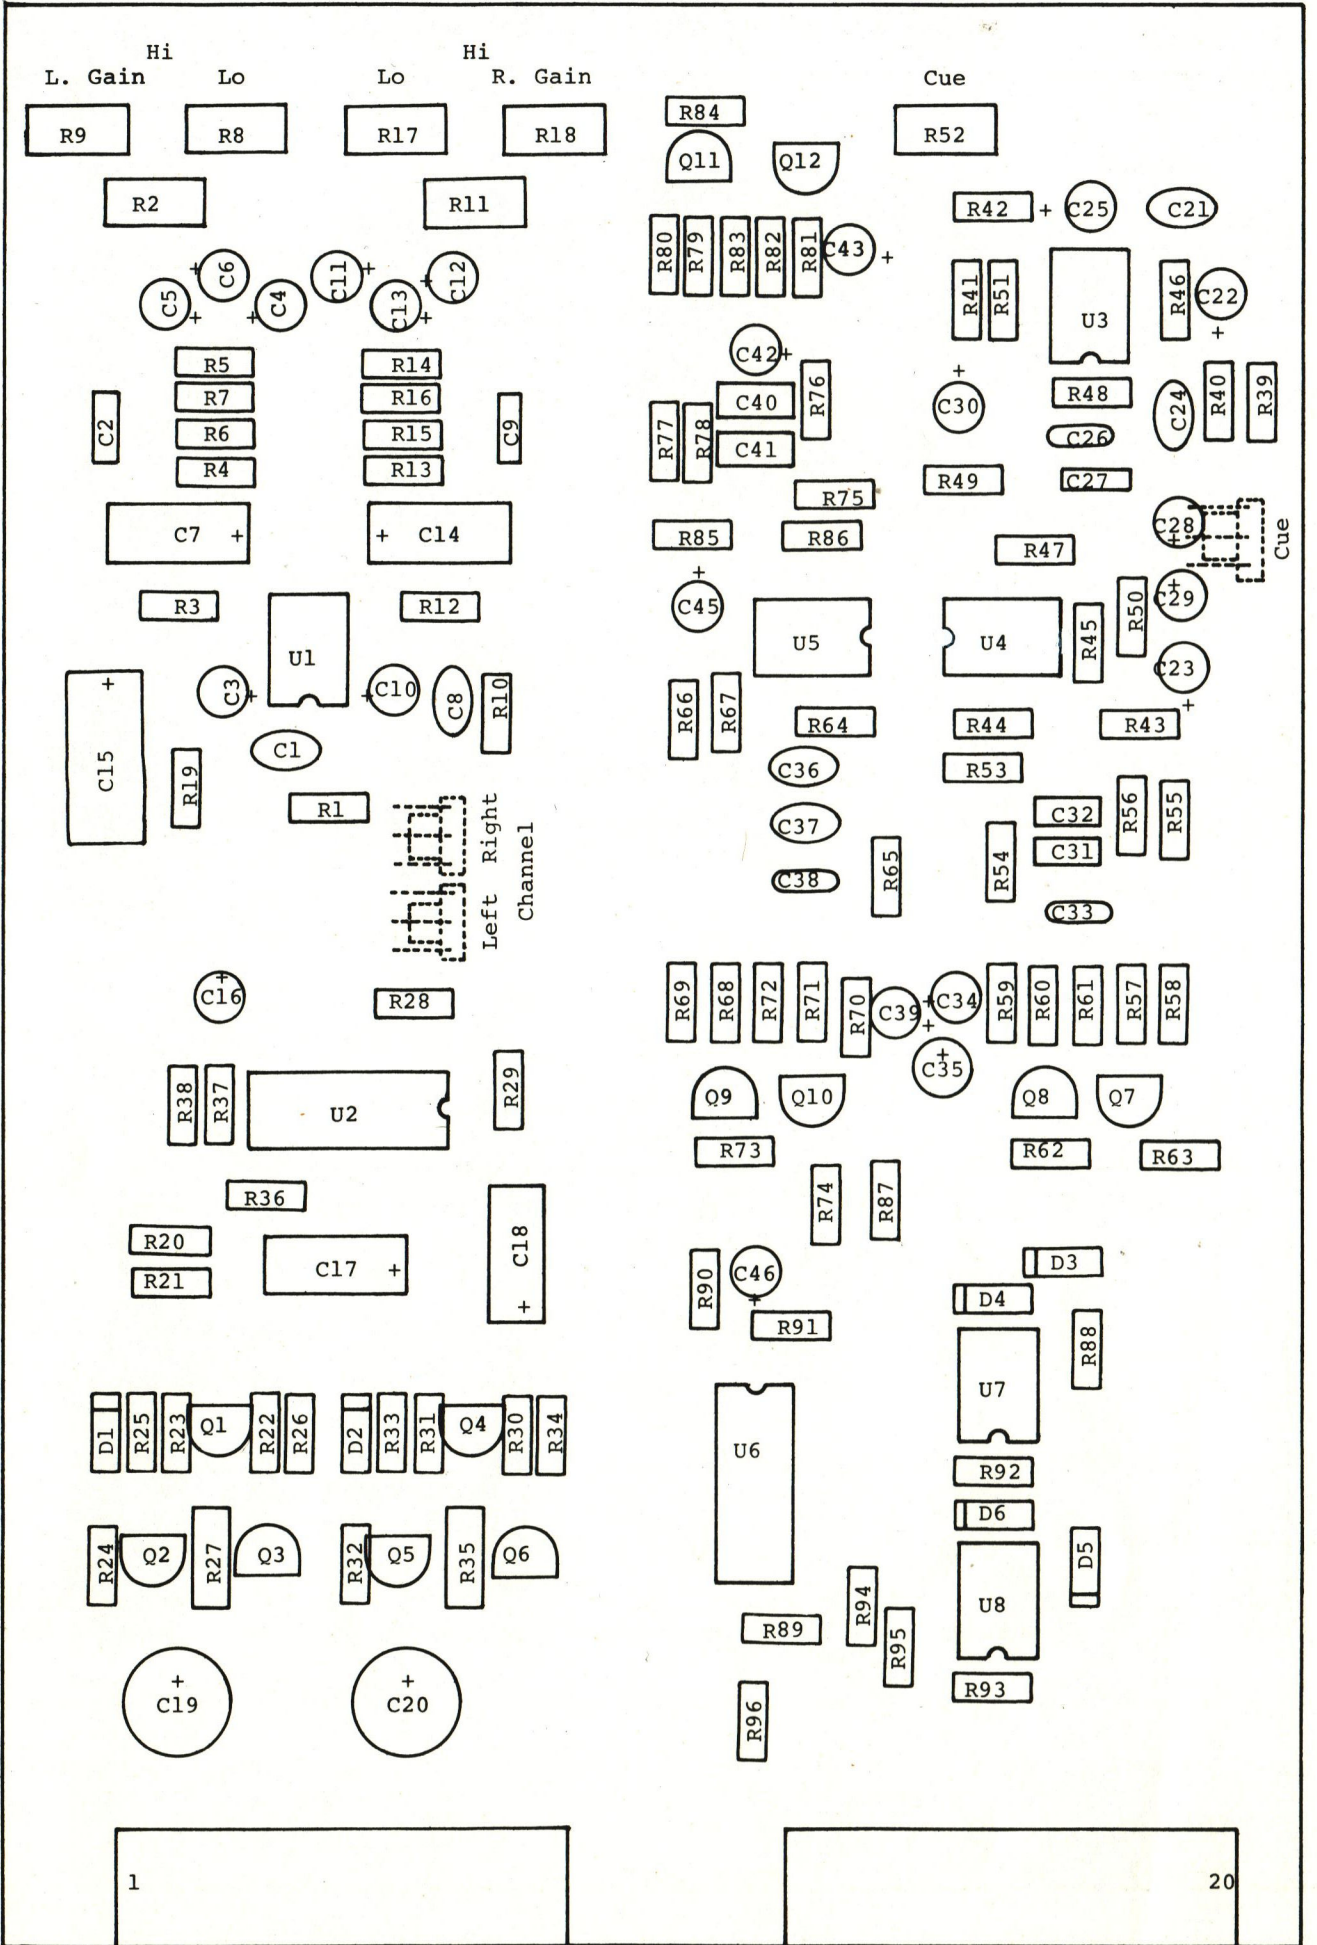 Hi
Hi
L. Gain
Lo
Lo
R. Gain
Cue
R9
R8
R17
R18
R84
R52
Q11
Q12
R2
R11
R42
+
C25
C21
R80
R79
R83
R82
R81
C43
+
+
C6
C11
+
+
C12
C5
+
+
C4
C13
+
R41
R51
U3
R46
C22
+
R5
R14
C42
+
R7
R16
C40
R76
+
C30
R48
C24
R40
R39
C2
R6
R15
C9
R77
R78
C41
C26
R4
R13
R75
R49
C27
C7
+
+
C14
R85
R86
R47
C28
+
Cue
R3
R12
+
C45
R50
+
C29
U1
U5
U4
R45
+
C3
+
+
C10
C8
R10
R66
R67
C23
+
C15
C1
R64
R44
R43
R19
R1
C36
R53
Right
Left
Channel
C37
C38
R65
R54
C32
C31
C33
R56
R55
+
C16
R28
R69
R68
R72
R71
R70
C39
+
+
C34
+
C35
R59
R60
R61
R57
R58
R38
R37
U2
R29
Q9
Q10
Q8
Q7
R73
R62
R63
R36
R74
R87
R20
R21
C17
+
C18
+
R90
C46
+
R91
D3
D4
R88
U7
D1
R25
R23
Q1
R22
R26
D2
R33
R31
Q4
R30
R34
U6
R92
D6
R24
Q2
R27
Q3
R32
Q5
R35
Q6
D5
U8
R94
R89
R95
R93
+
C19
+
C20
R96
1
20